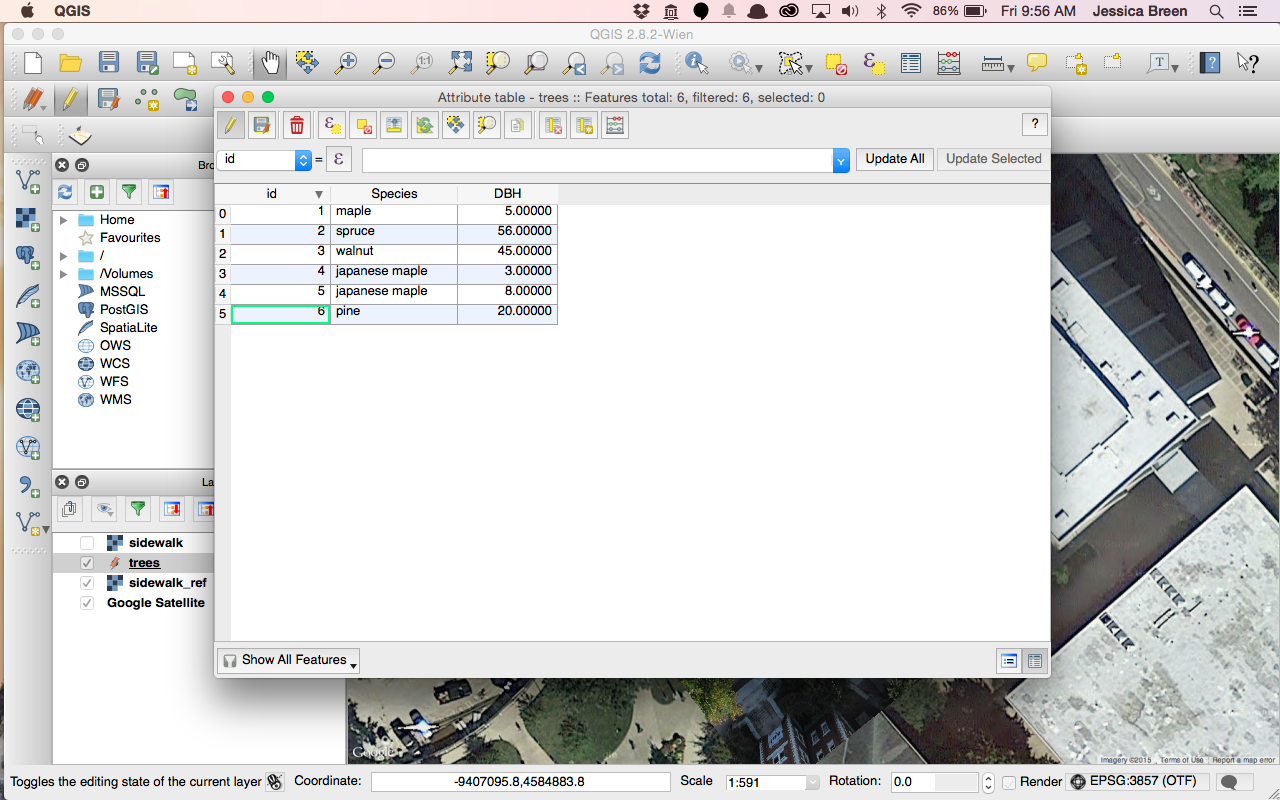 QGIS 86% Fri 9:56 AM Jessica Breen
QGIS 2.8.2-Wien
Attribute table - trees :: Features total: 6, filtered: 6, selected: 0
?
id = ε Update All Update Selected
id Species DBH
0 1 maple 5.00000
1 2 spruce 56.00000
2 3 walnut 45.00000
3 4 japanese maple 3.00000
4 5 japanese maple 8.00000
5 6 pine 20.00000
Show All Features
Bro
Home
Favourites
/
/Volumes
MSSQL
PostGIS
SpatiaLite
OWS
WCS
WFS
WMS
La
sidewalk
trees
sidewalk_ref
Google Satellite
Google
Imagery ©2015 Terms of Use Report a map error
Toggles the editing state of the current layer Coordinate: -9407095.8,4584883.8 Scale 1:591 Rotation: 0.0 Render EPSG:3857 (OTF)